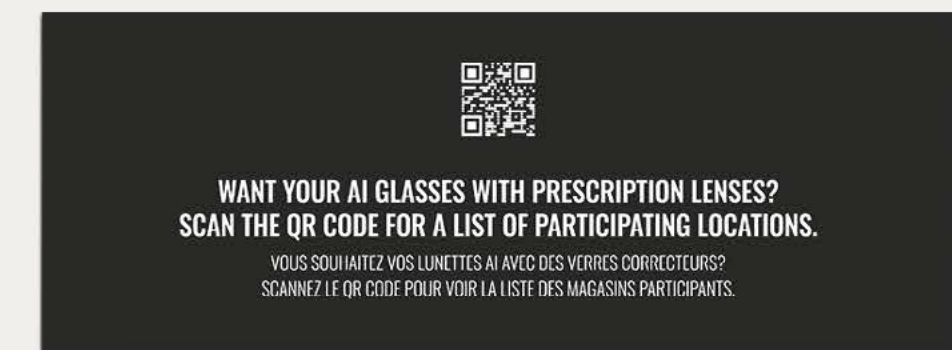 WANT YOUR AI GLASSES WITH PRESCRIPTION LENSES?
SCAN THE QR CODE FOR A LIST OF PARTICIPATING LOCATIONS.
VOUS SOUHAITEZ VOS LUNETTES AI AVEC DES VERRES CORRECTEURS?
SCANNEZ LE QR CODE POUR VOIR LA LISTE DES MAGASINS PARTICIPANTS.